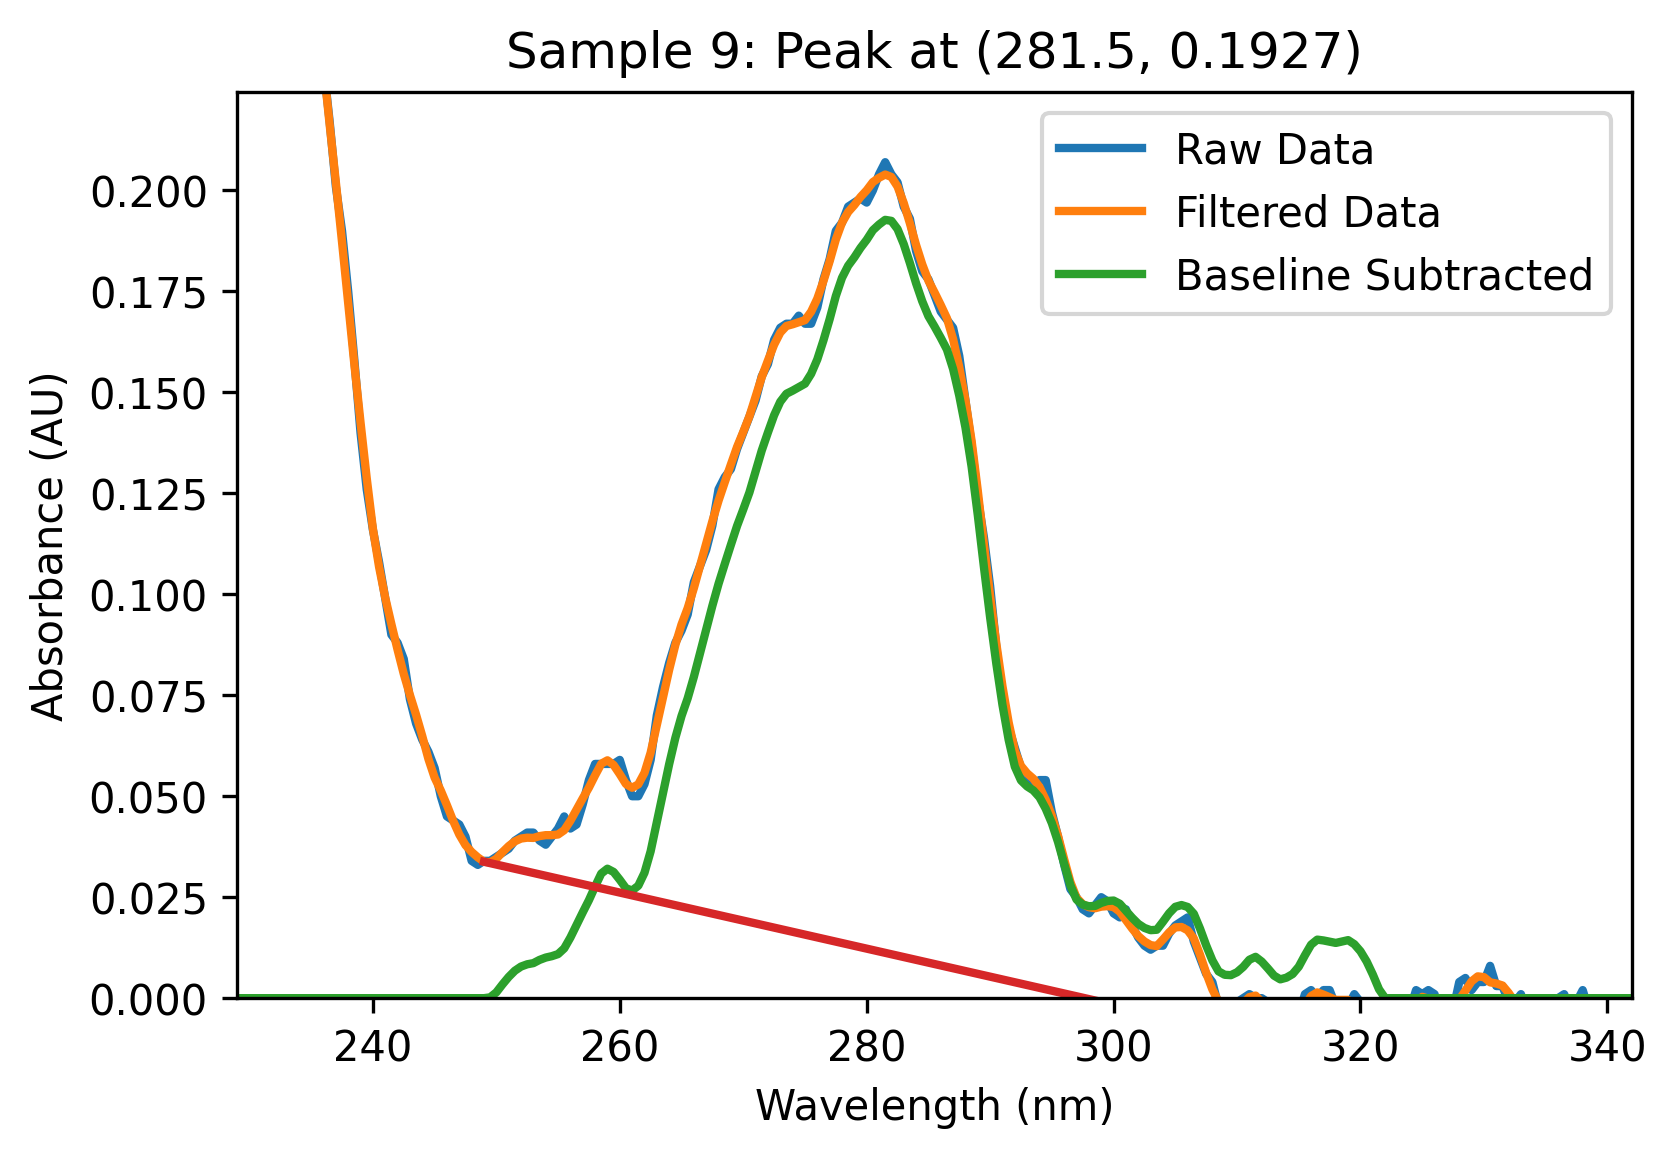 Sample 9: Peak at (281.5, 0.1927)
Raw Data
Filtered Data
Baseline Subtracted
Absorbance (AU)
0.200
0.175
0.150
0.125
0.100
0.075
0.050
0.025
0.000
240 260 280 300 320 340
Wavelength (nm)